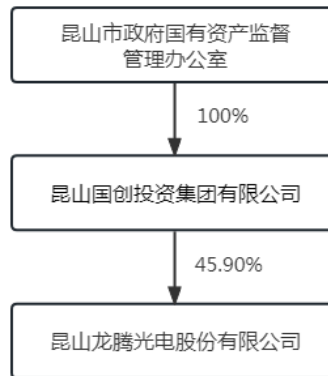 昆山市政府国有资产监督
管理办公室
100%
昆山国创投资集团有限公司
45.90%
昆山龙腾光电股份有限公司